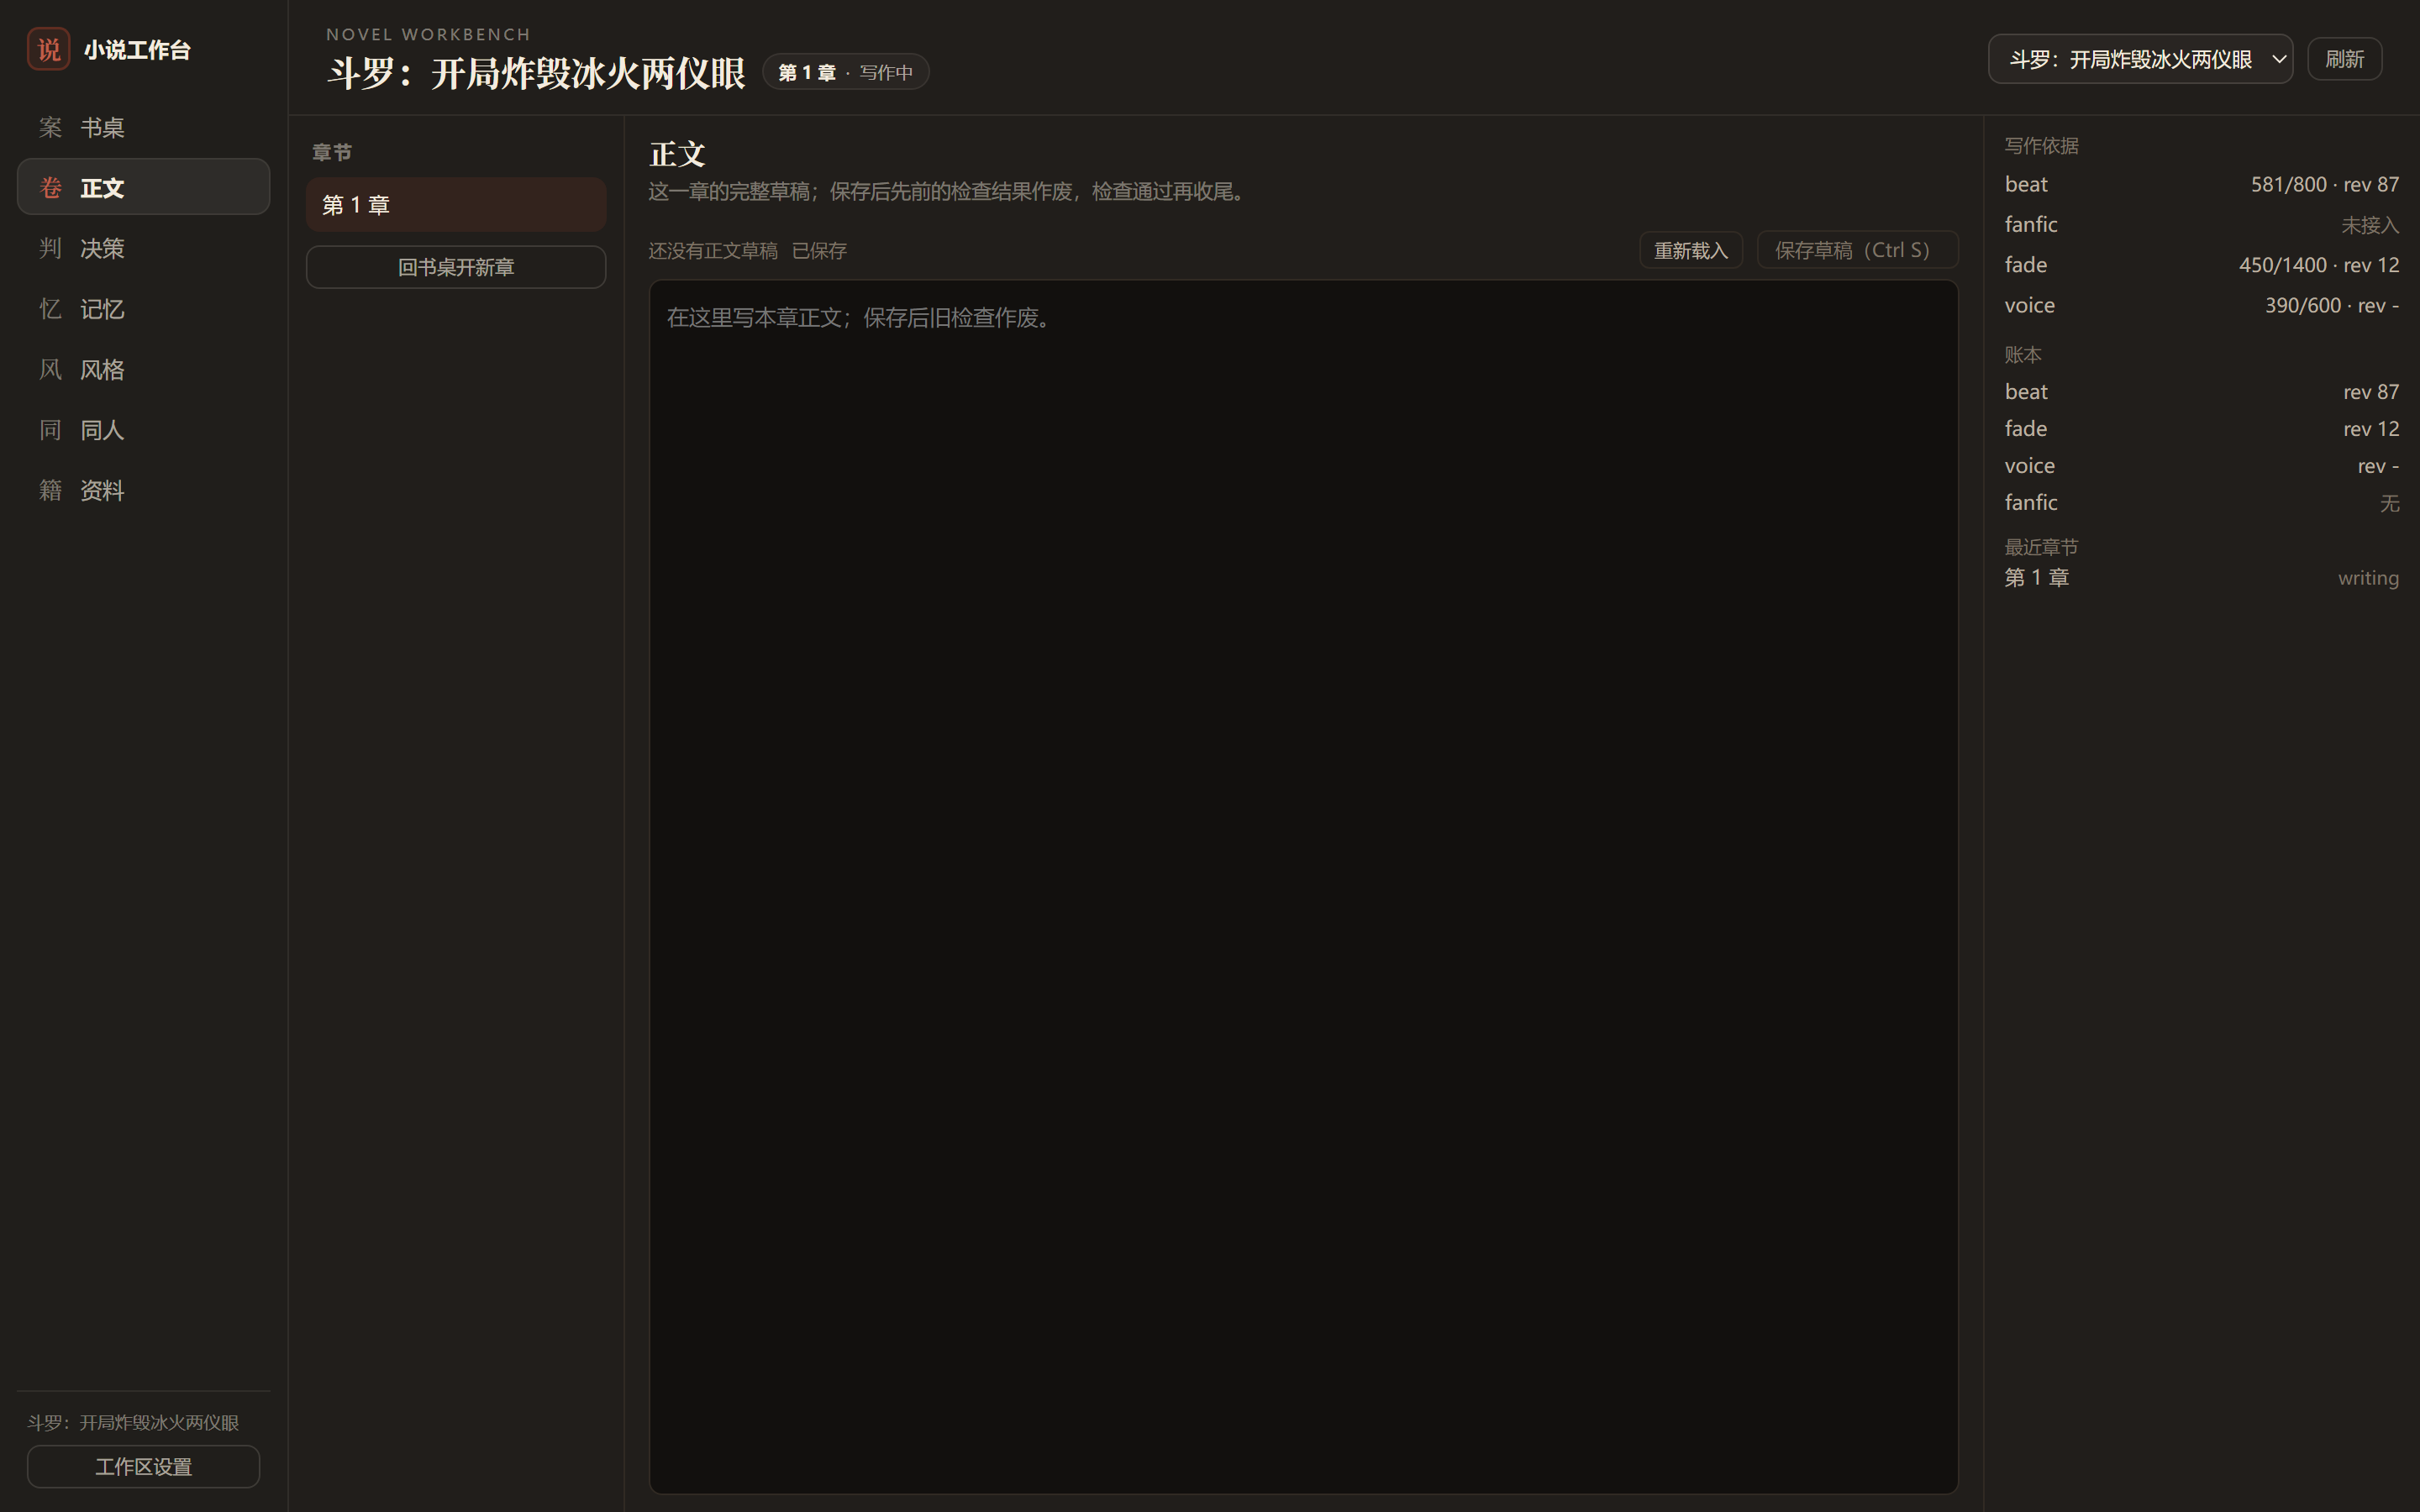 说 小说工作台
案 书桌
卷 正文
判 决策
忆 记忆
风 风格
同 同人
籍 资料
斗罗：开局炸毁冰火两仪眼
工作区设置
NOVEL WORKBENCH
斗罗：开局炸毁冰火两仪眼 第 1 章 · 写作中
斗罗：开局炸毁冰火两仪眼 刷新
章节
第 1 章
回书桌开新章
正文
这一章的完整草稿；保存后先前的检查结果作废，检查通过再收尾。
还没有正文草稿 已保存 重新载入 保存草稿（Ctrl S）
在这里写本章正文；保存后旧检查作废。
写作依据
beat 581/800 · rev 87
fanfic 未接入
fade 450/1400 · rev 12
voice 390/600 · rev -
账本
beat rev 87
fade rev 12
voice rev -
fanfic 无
最近章节
第 1 章 writing